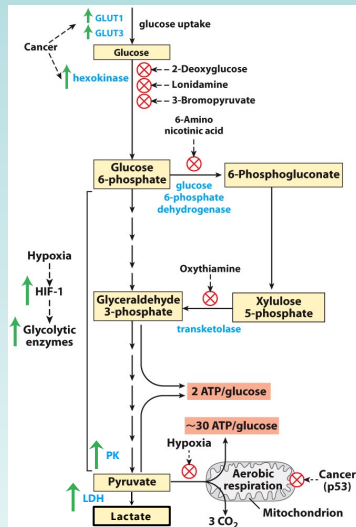 GLUT1
GLUT3
glucose uptake
Cancer
Glucose
hexokinase
2-Deoxyglucose
Lonidamine
3-Bromopyruvate
6-Amino
nicotinic acid
Glucose
6-phosphate
6-Phosphogluconate
glucose
6-phosphate
dehydrogenase
Hypoxia
HIF-1
Glycolytic
enzymes
Oxythiamine
Glyceraldehyde
3-phosphate
Xylulose
5-phosphate
transketolase
2 ATP/glucose
~30 ATP/glucose
PK
Hypoxia
Pyruvate
Aerobic
respiration
Cancer
(p53)
LDH
Mitochondrion
3 CO2
Lactate